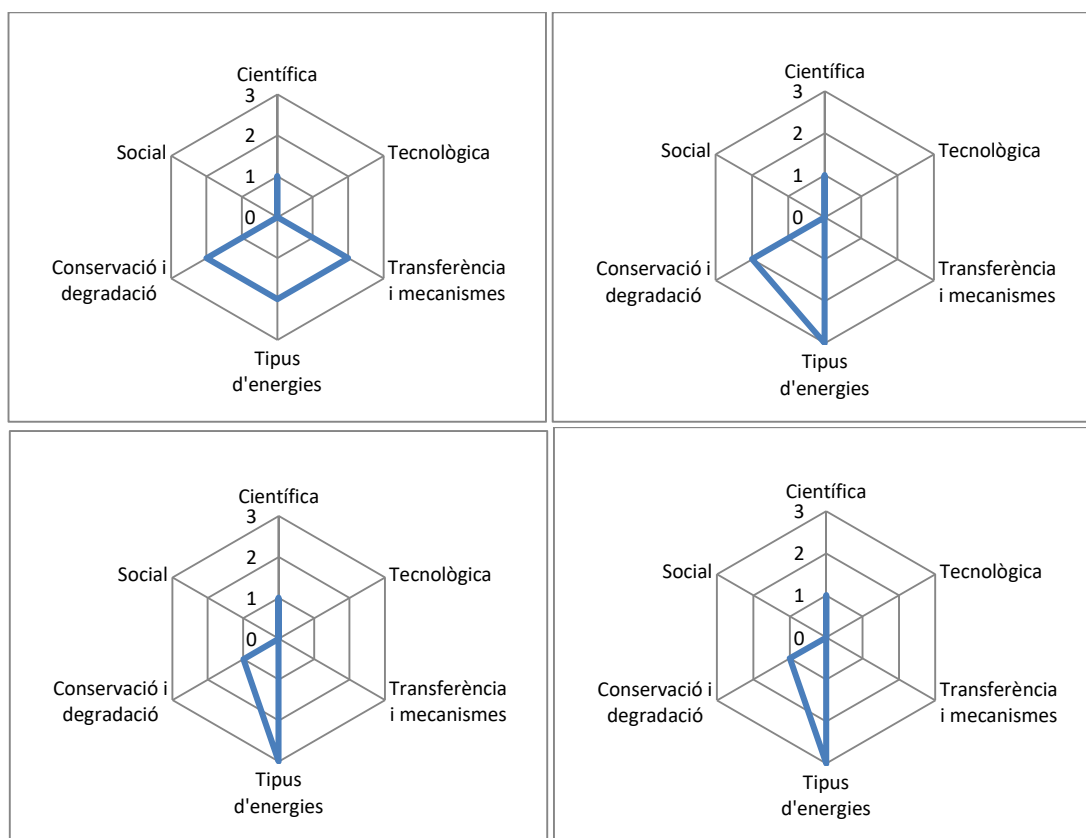 Científica
3
2
1
0
Social
Tecnològica
Conservació i
degradació
Transferència
i mecanismes
Tipus
d'energies
Científica
3
2
1
0
Social
Tecnològica
Conservació i
degradació
Transferència
i mecanismes
Tipus
d'energies
Científica
3
2
1
0
Social
Tecnològica
Conservació i
degradació
Transferència
i mecanismes
Tipus
d'energies
Científica
3
2
1
0
Social
Tecnològica
Conservació i
degradació
Transferència
i mecanismes
Tipus
d'energies